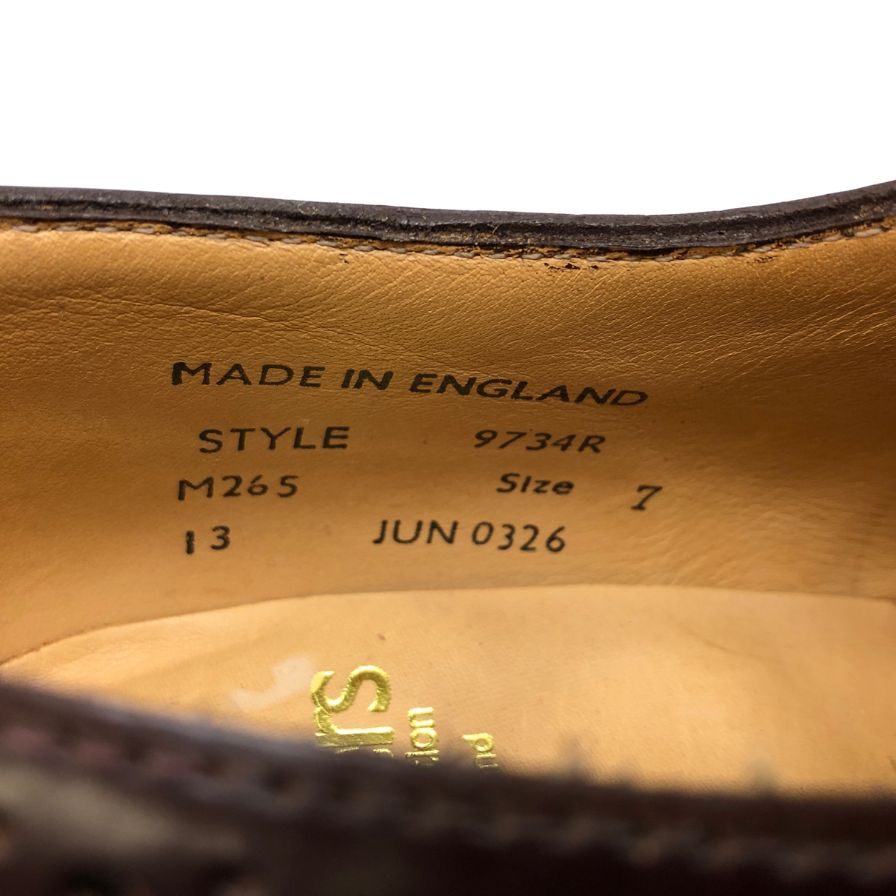 MADE IN ENGLAND
STYLE 9734R
M265 Size 7
13 JUN 0326